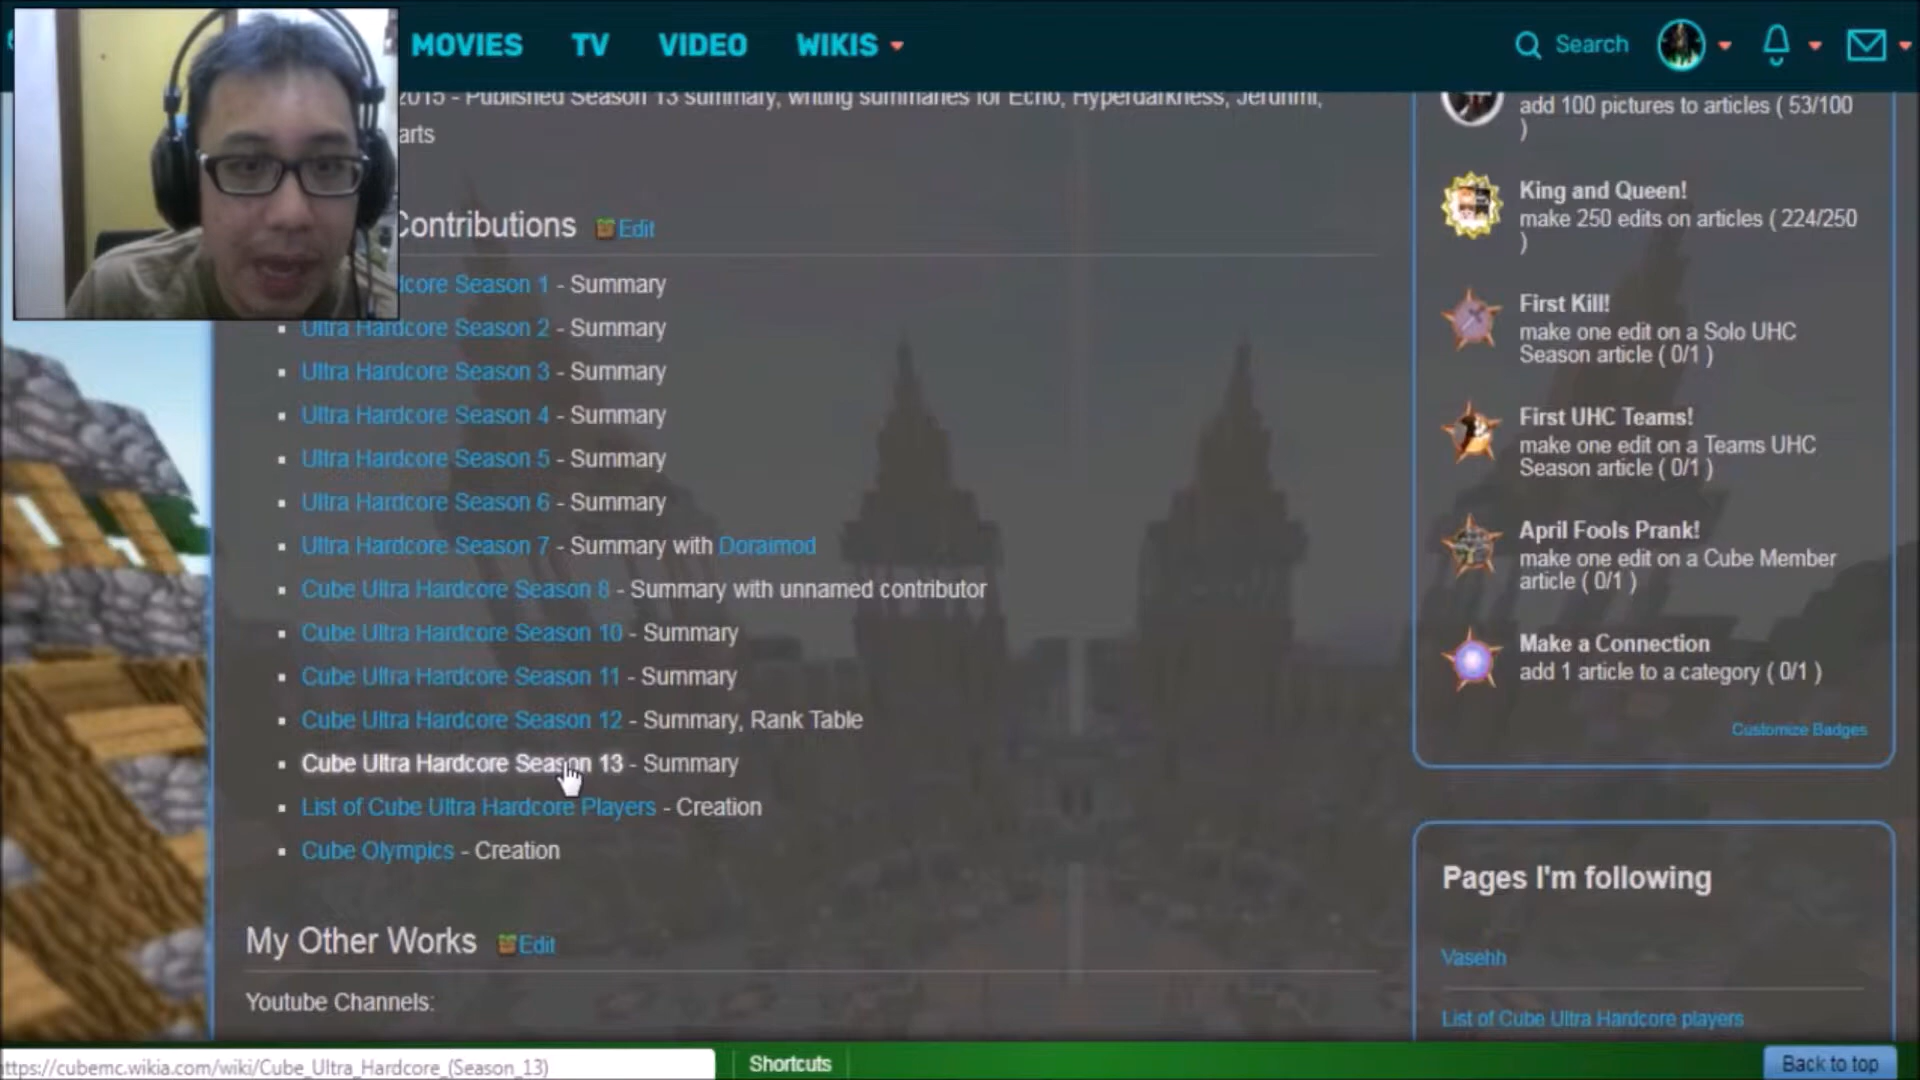 MOVIES TV VIDEO WIKIS Search
2015 - Published Season 13 summary, writing summaries for Echo, Hyperdarkness, Jerunmi,
arts
Contributions Edit
dcore Season 1 - Summary
Ultra Hardcore Season 2 - Summary
Ultra Hardcore Season 3 - Summary
Ultra Hardcore Season 4 - Summary
Ultra Hardcore Season 5 - Summary
Ultra Hardcore Season 6 - Summary
Ultra Hardcore Season 7 - Summary with Doraimod
Cube Ultra Hardcore Season 8 - Summary with unnamed contributor
Cube Ultra Hardcore Season 10 - Summary
Cube Ultra Hardcore Season 11 - Summary
Cube Ultra Hardcore Season 12 - Summary, Rank Table
Cube Ultra Hardcore Season 13 - Summary
List of Cube Ultra Hardcore Players - Creation
Cube Olympics - Creation
My Other Works Edit
Youtube Channels:
add 100 pictures to articles ( 53/100
)
King and Queen!
make 250 edits on articles ( 224/250
)
First Kill!
make one edit on a Solo UHC
Season article ( 0/1 )
First UHC Teams!
make one edit on a Teams UHC
Season article ( 0/1 )
April Fools Prank!
make one edit on a Cube Member
article ( 0/1 )
Make a Connection
add 1 article to a category ( 0/1 )
Customize Badges
Pages I'm following
Vasehh
List of Cube Ultra Hardcore players
ttps://cubemc.wikia.com/wiki/Cube_Ultra_Hardcore_(Season_13)
Shortcuts
Back to top